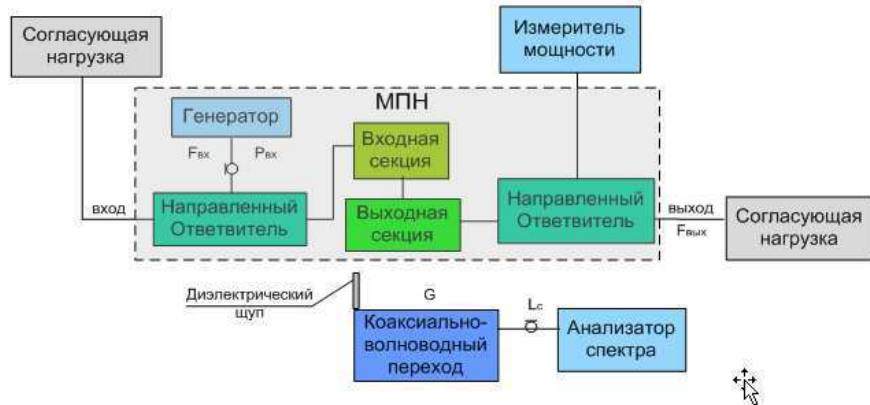 Согласующая
нагрузка
Измеритель
мощности
МПН
Генератор
Fвх Pвх
Входная
секция
вход
Направленный
Ответвитель
Выходная
секция
Направленный
Ответвитель
выход
Fвых
Согласующая
нагрузка
Диэлектрический
щуп
G
Коаксиально-
волноводный
переход
Lc
Анализатор
спектра